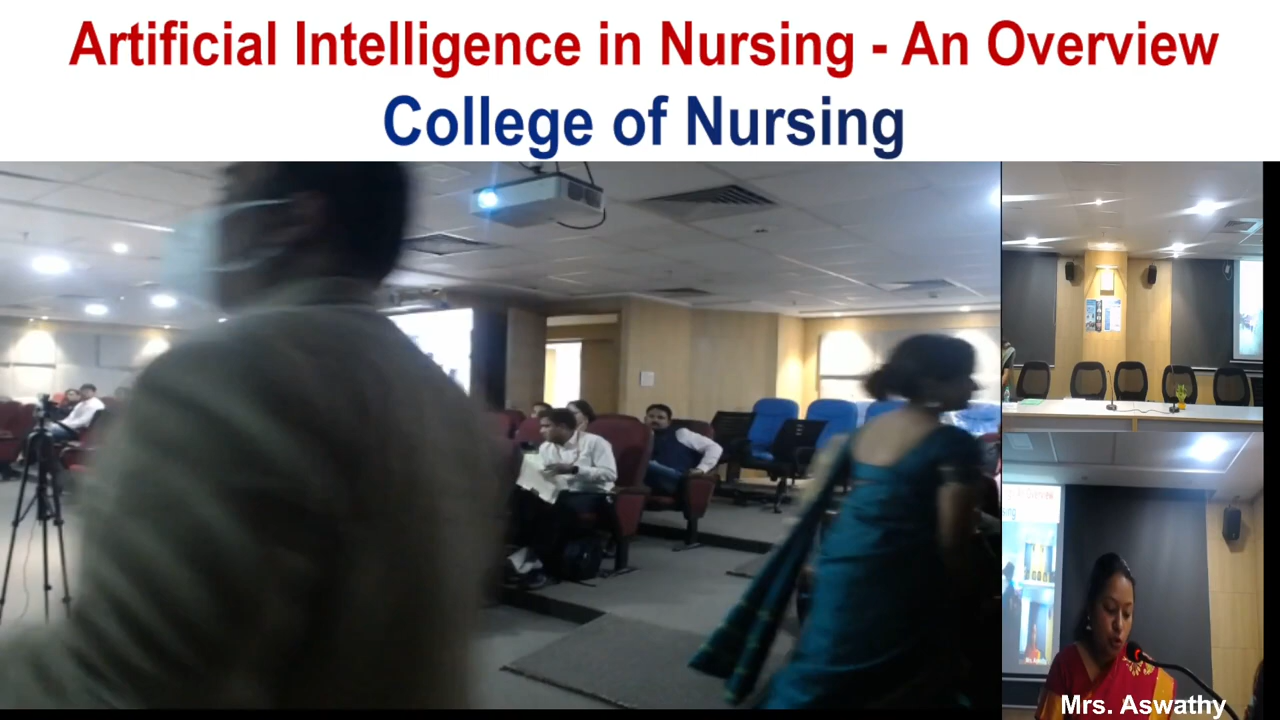 Artificial Intelligence in Nursing - An Overview
College of Nursing
Mrs. Aswathy